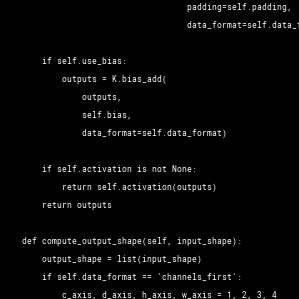 padding=self.padding,
data_format=self.data_
if self.use_bias:
outputs = K.bias_add(
outputs,
self.bias,
data_format=self.data_format)
if self.activation is not None:
return self.activation(outputs)
return outputs
def compute_output_shape(self, input_shape):
output_shape = list(input_shape)
if self.data_format == 'channels_first':
c_axis, d_axis, h_axis, w_axis = 1, 2, 3, 4